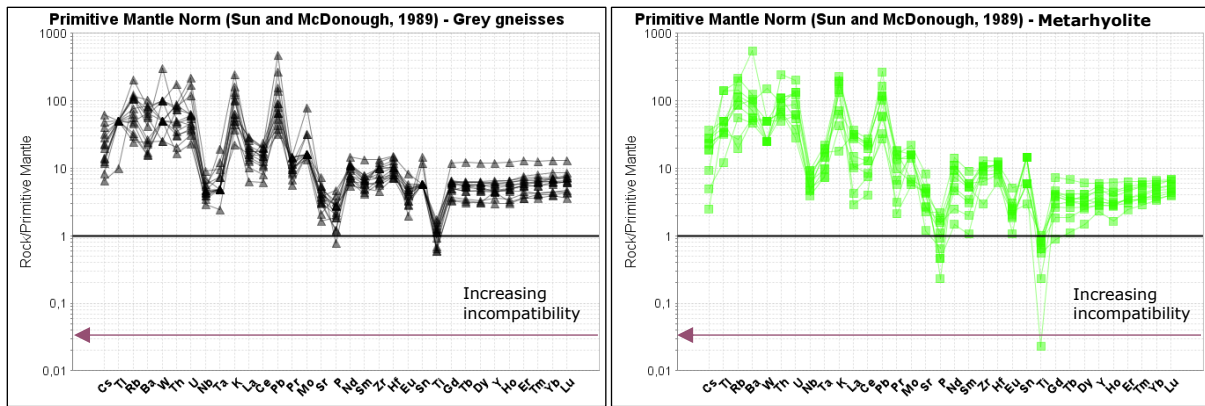 Primitive Mantle Norm (Sun and McDonough, 1989) - Grey gneisses
1000
100
10
1
0,1
0,01
Rock/Primitive Mantle
Increasing
incompatibility
Cs Tl Rb Ba W Th U Nb Ta K La Ce Pb Pr Mo Sr P Nd Sm Zr Hf Eu Sn Ti Gd Tb Dy Y Ho Er Tm Yb Lu
Primitive Mantle Norm (Sun and McDonough, 1989) - Metarhyolite
1000
100
10
1
0,1
0,01
Rock/Primitive Mantle
Increasing
incompatibility
Cs Tl Rb Ba W Th U Nb Ta K La Ce Pb Pr Mo Sr P Nd Sm Zr Hf Eu Sn Ti Gd Tb Dy Y Ho Er Tm Yb Lu